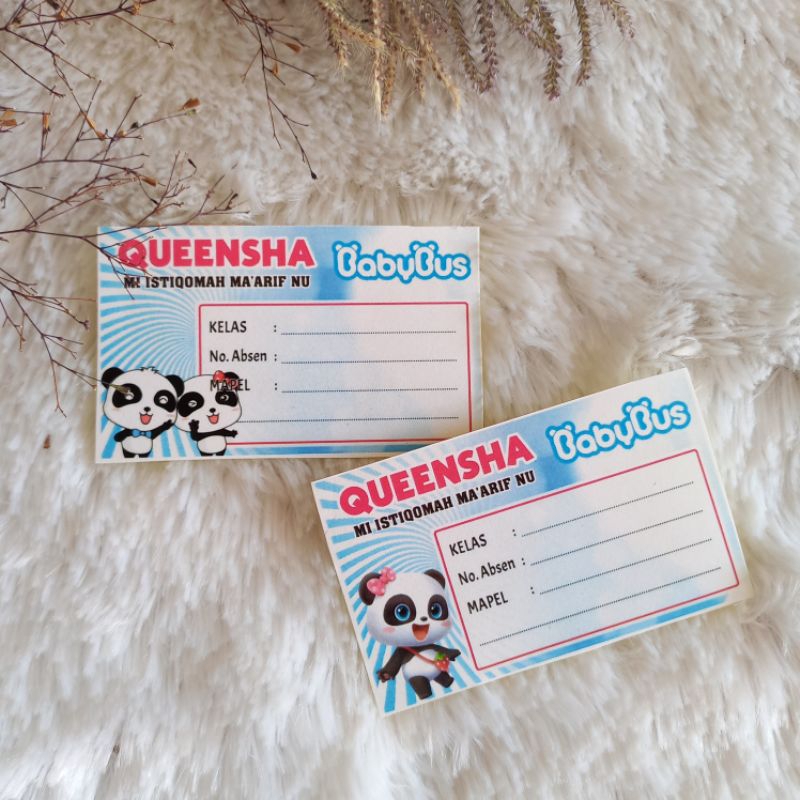 QUEENSHA
BabyBus
MI ISTIQOMAH MA'ARIF NU
KELAS :
No. Absen :
MAPEL :
QUEENSHA
BabyBus
MI ISTIQOMAH MA'ARIF NU
KELAS :
No. Absen :
MAPEL :